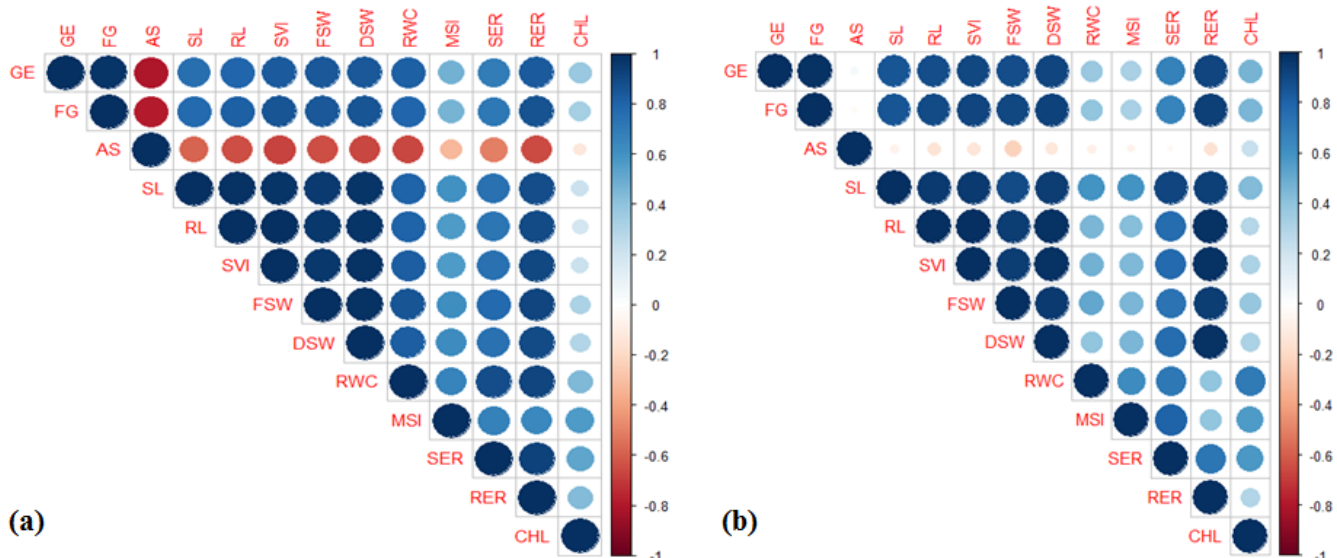 GE FG AS SL RL SVI FSW DSW RWC MSI SER RER CHL
GE
FG
AS
SL
RL
SVI
FSW
DSW
RWC
MSI
SER
RER
CHL
1
0.8
0.6
0.4
0.2
0
-0.2
-0.4
-0.6
-0.8
-1
(a)
GE FG AS SL RL SVI FSW DSW RWC MSI SER RER CHL
GE
FG
AS
SL
RL
SVI
FSW
DSW
RWC
MSI
SER
RER
CHL
1
0.8
0.6
0.4
0.2
0
-0.2
-0.4
-0.6
-0.8
-1
(b)